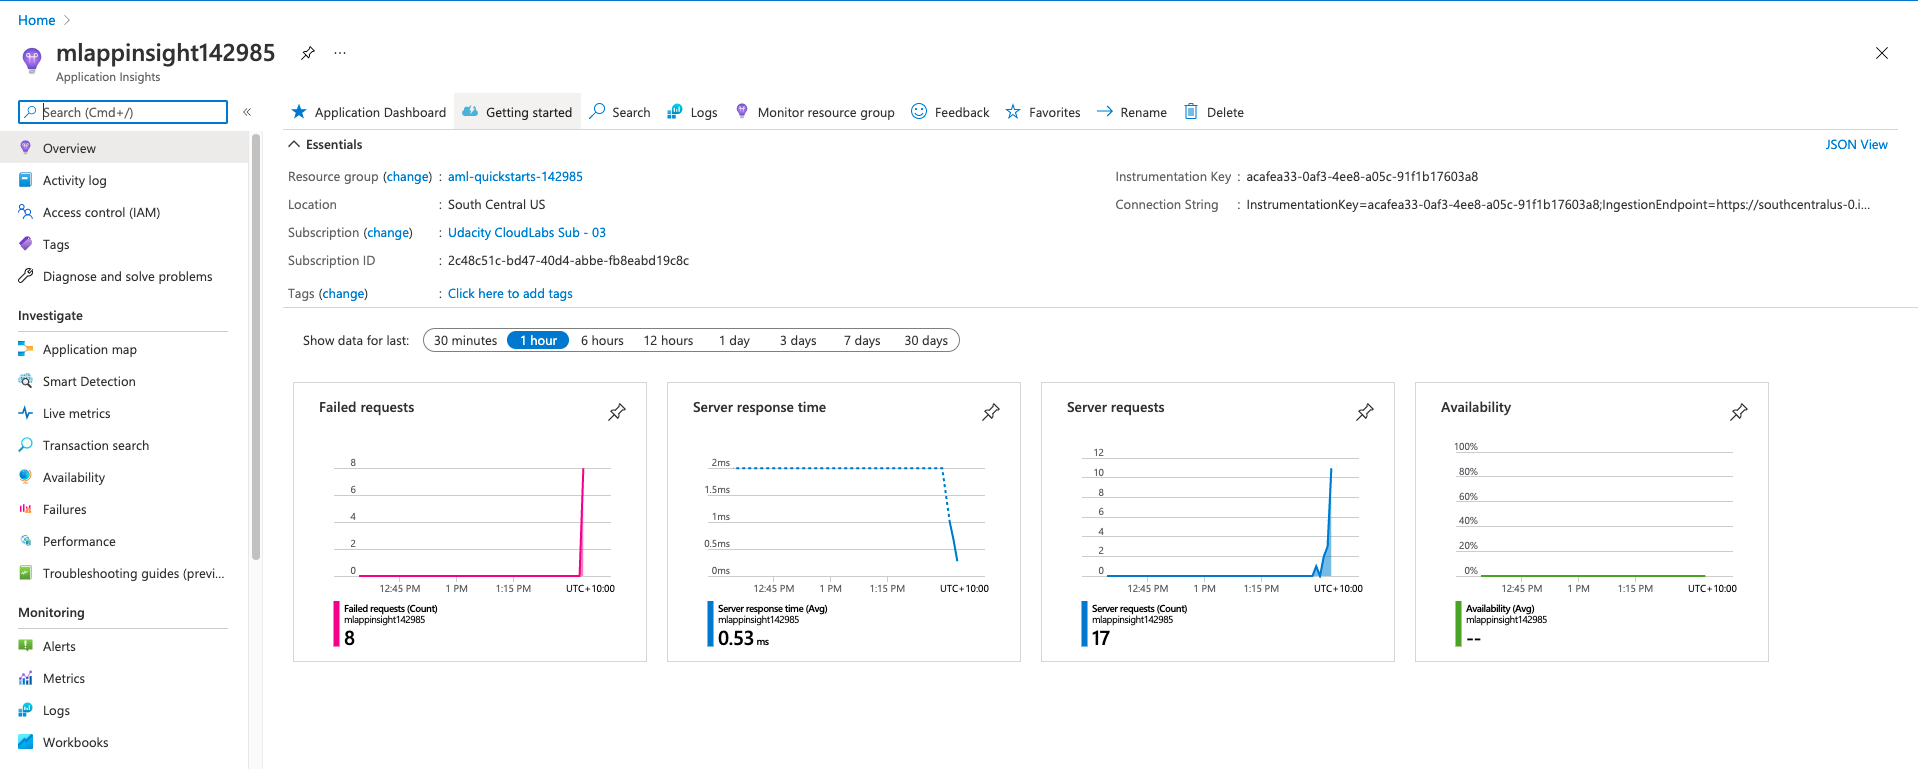 Home
mlappinsight142985
...
Application Insights
Search (Cmd+/)
«
Application Dashboard
Getting started
Search
Logs
Monitor resource group
Feedback
Favorites
Rename
Delete
Overview
Activity log
Access control (IAM)
Tags
Diagnose and solve problems
Investigate
Application map
Smart Detection
Live metrics
Transaction search
Availability
Failures
Performance
Troubleshooting guides (previ...
Monitoring
Alerts
Metrics
Logs
Workbooks
Essentials
JSON View
Resource group (change) : aml-quickstarts-142985
Location : South Central US
Subscription (change) : Udacity CloudLabs Sub - 03
Subscription ID : 2c48c51c-bd47-40d4-abbe-fb8eabd19c8c
Tags (change) : Click here to add tags
Instrumentation Key : acafea33-0af3-4ee8-a05c-91f1b17603a8
Connection String : InstrumentationKey=acafea33-0af3-4ee8-a05c-91f1b17603a8;IngestionEndpoint=https://southcentralus-0.i...
Show data for last: 30 minutes 1 hour 6 hours 12 hours 1 day 3 days 7 days 30 days
Failed requests
8
6
4
2
0
12:45 PM 1 PM 1:15 PM UTC+10:00
Failed requests (Count)
mlappinsight142985
8
Server response time
2ms
1.5ms
1ms
0.5ms
0ms
12:45 PM 1 PM 1:15 PM UTC+10:00
Server response time (Avg)
mlappinsight142985
0.53 ms
Server requests
12
10
8
6
4
2
0
12:45 PM 1 PM 1:15 PM UTC+10:00
Server requests (Count)
mlappinsight142985
17
Availability
100%
80%
60%
40%
20%
0%
12:45 PM 1 PM 1:15 PM UTC+10:00
Availability (Avg)
mlappinsight142985
--